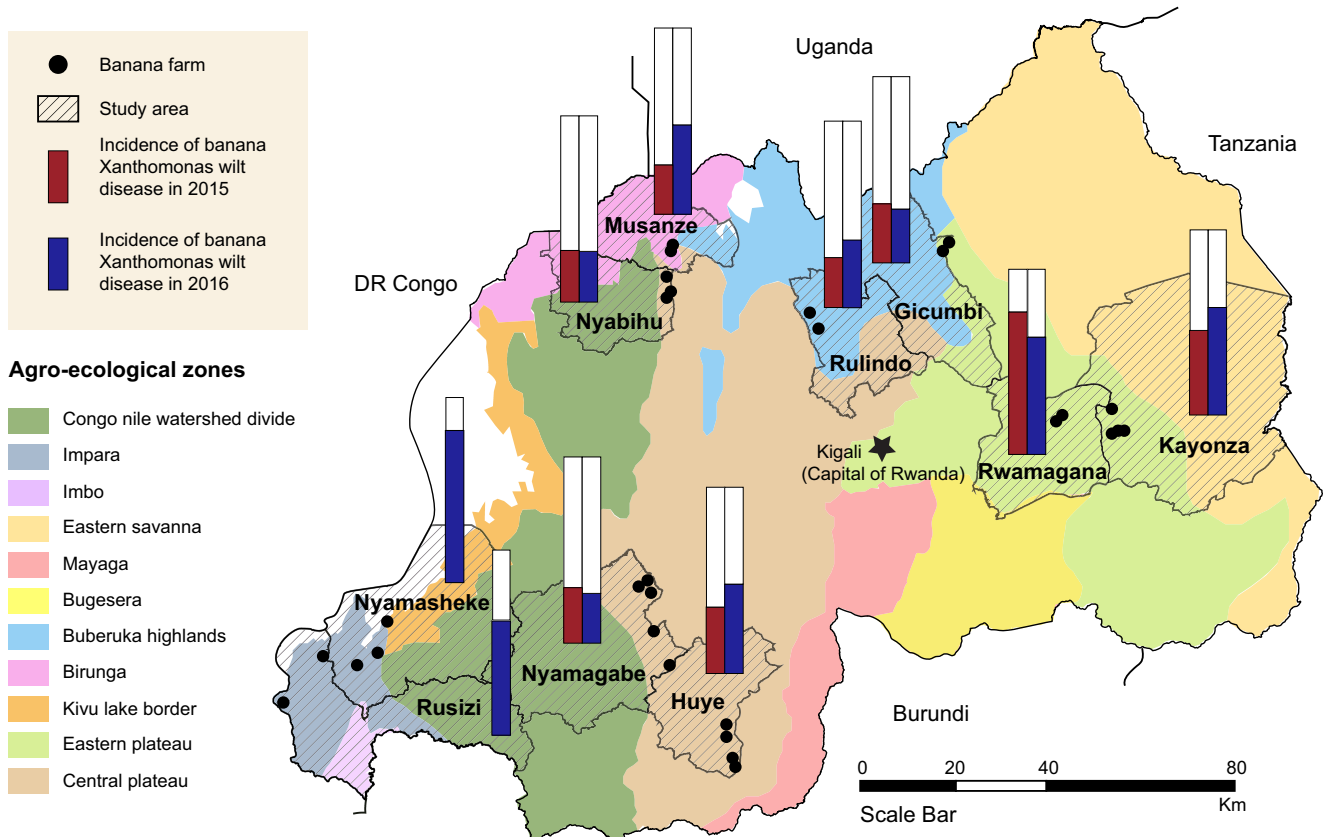 Banana farm
Study area
Incidence of banana
Xanthomonas wilt
disease in 2015
Incidence of banana
Xanthomonas wilt
disease in 2016
Agro-ecological zones
Congo nile watershed divide
Impara
Imbo
Eastern savanna
Mayaga
Bugesera
Buberuka highlands
Birunga
Kivu lake border
Eastern plateau
Central plateau
Uganda
Tanzania
DR Congo
Burundi
Musanze
Nyabihu
Gicumbi
Rulindo
Kigali
(Capital of Rwanda)
Rwamagana
Kayonza
Nyamasheke
Nyamagabe
Rusizi
Huye
0 20 40 80
Km
Scale Bar